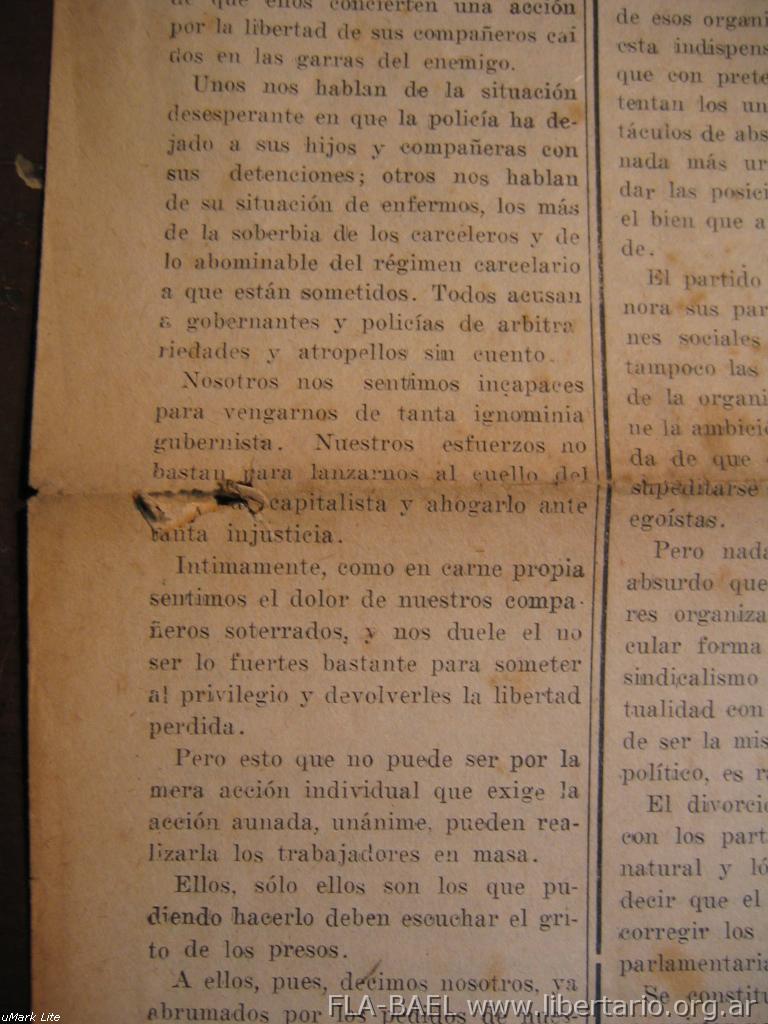 de que ellos concierten una acción
por la libertad de sus compañeros cai
dos en las garras del enemigo.
Unos nos hablan de la situación
desesperante en que la policía ha de-
jado a sus hijos y compañeras con
sus detenciones; otros nos hablan
de su situación de enfermos, los más
de la soberbia de los carceleros y de
lo abominable del régimen carcelario
a que están sometidos. Todos acusan
a gobernantes y policías de arbitra
riedades y atropellos sin cuento.
Nosotros nos sentimos incapaces
para vengarnos de tanta ignominia
gubernista. Nuestros esfuerzos no
bastan para lanzarnos al cuello del
capitalista y ahogarlo ante
tanta injusticia.
Intimamente, como en carne propia
sentimos el dolor de nuestros compa-
ñeros soterrados, y nos duele el no
ser lo fuertes bastante para someter
al privilegio y devolverles la libertad
perdida.
Pero esto que no puede ser por la
mera acción individual que exige la
acción aunada, unánime, pueden rea-
lizarla los trabajadores en masa.
Ellos, sólo ellos son los que pu-
diendo hacerlo deben escuchar el gri-
to de los presos.
A ellos, pues, decimos nosotros, ya
abrumados por los pedidos de nues-
de esos organi
esta indispens
que con prete
tentan los un
táculos de abs
nada más ur
dar las posici
el bien que a
de.
El partido
nora sus par
nes sociales
tampoco las
de la organi
ne la ambició
da de que
supeditarse
egoístas.
Pero nada
absurdo que
res organiza
cular forma
sindicalismo
tualidad con
de ser la mis
político, es ra
El divorcio
con los part
natural y ló
decir que el
corregir los
parlamentaria
Se constitu
FLA-BAEL www.libertario.org.ar
uMark Lite